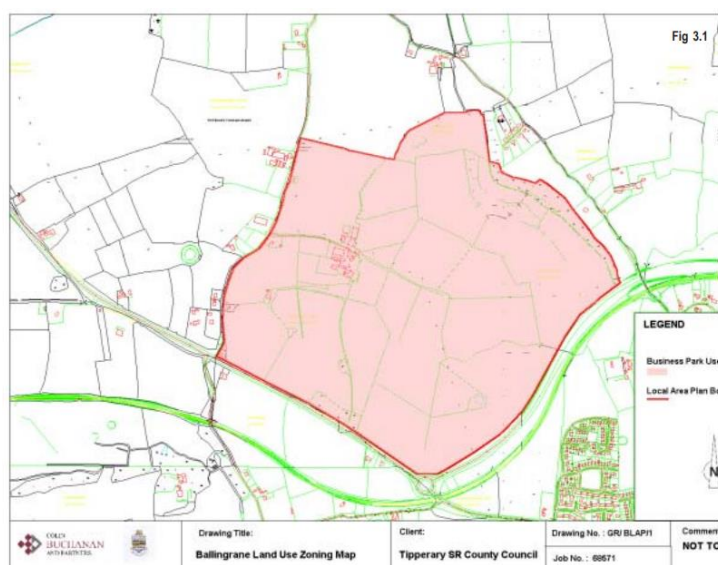 Fig 3.1
LEGEND
Business Park Use
Local Area Plan Bo
N
COLIN
BUCHANAN
AND PARTNERS
Drawing Title:
Ballingrane Land Use Zoning Map
Client:
Tipperary SR County Council
Drawing No. : GR/ BLAP/1
Job No. : 68571
Comment
NOT TO